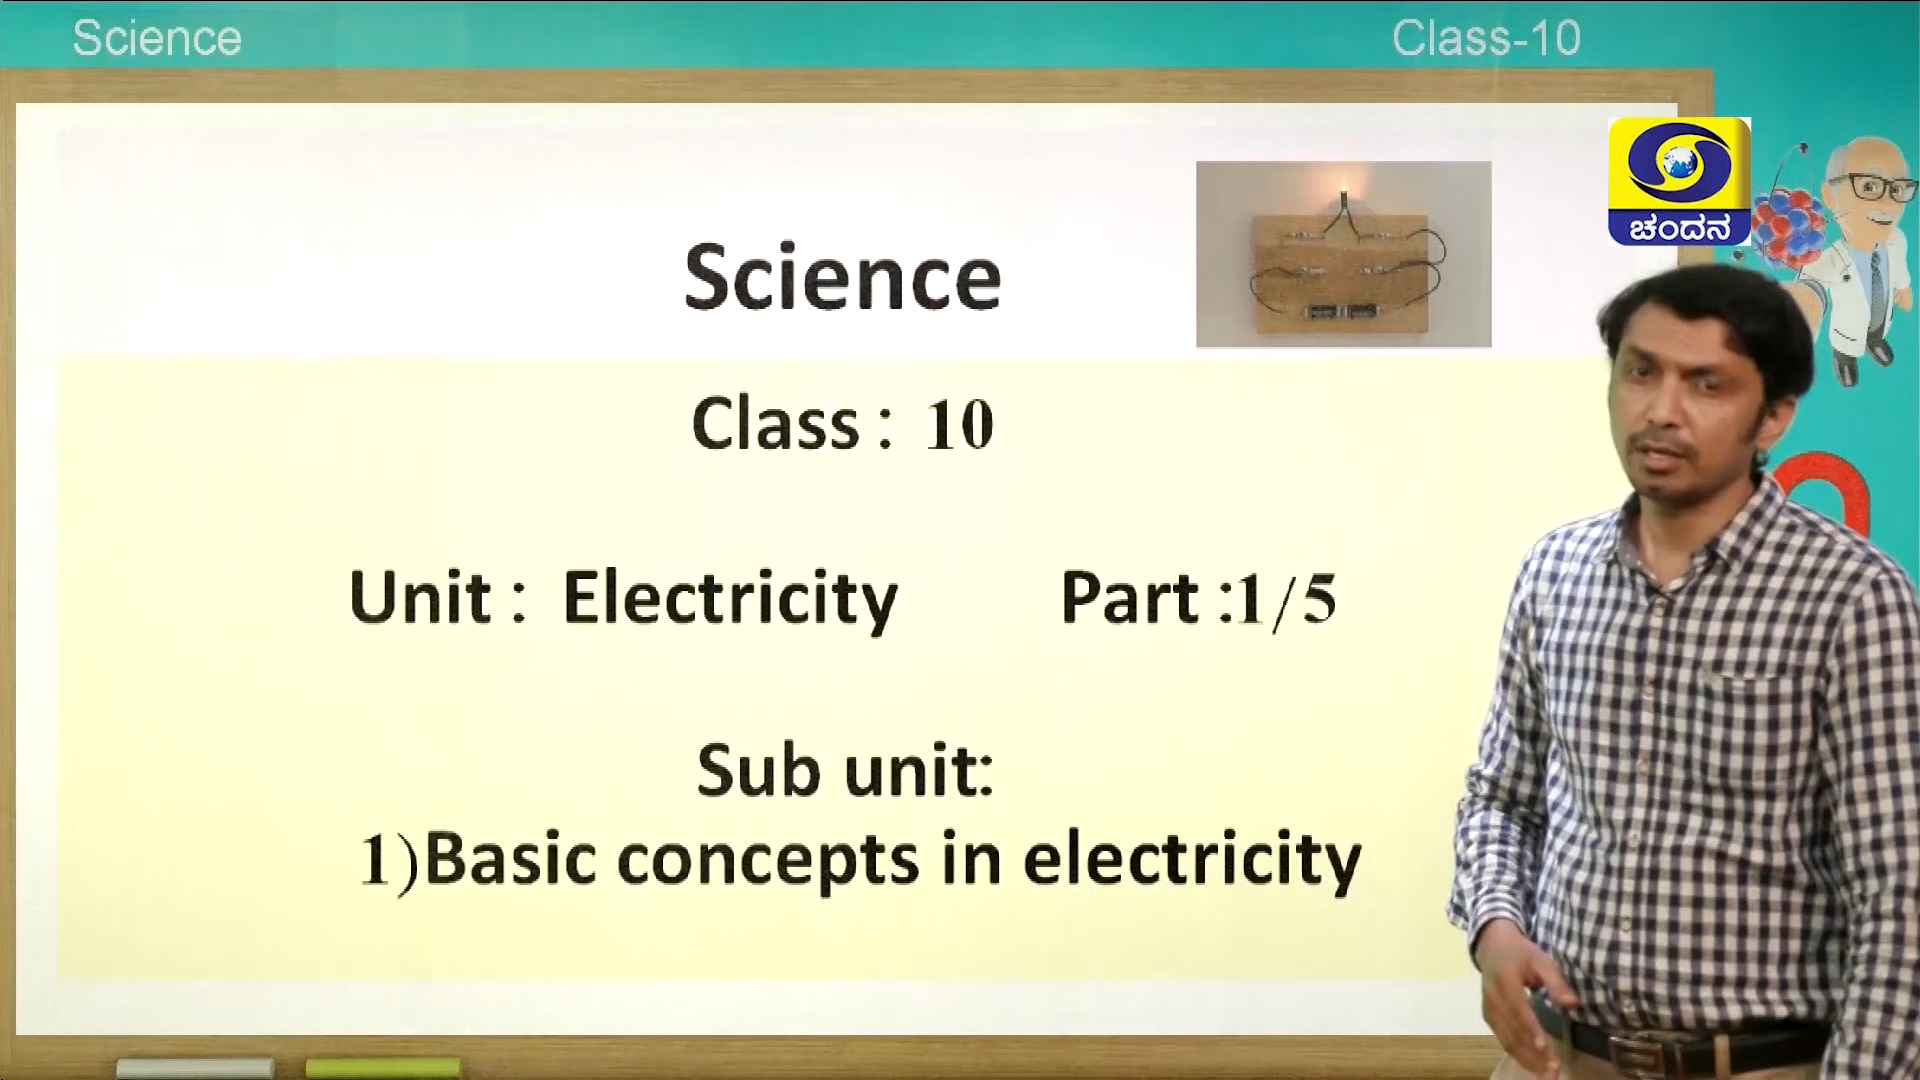 Science
Class-10
ಚಂದನ
Science
Class : 10
Unit : Electricity Part :1/5
Sub unit:
1)Basic concepts in electricity